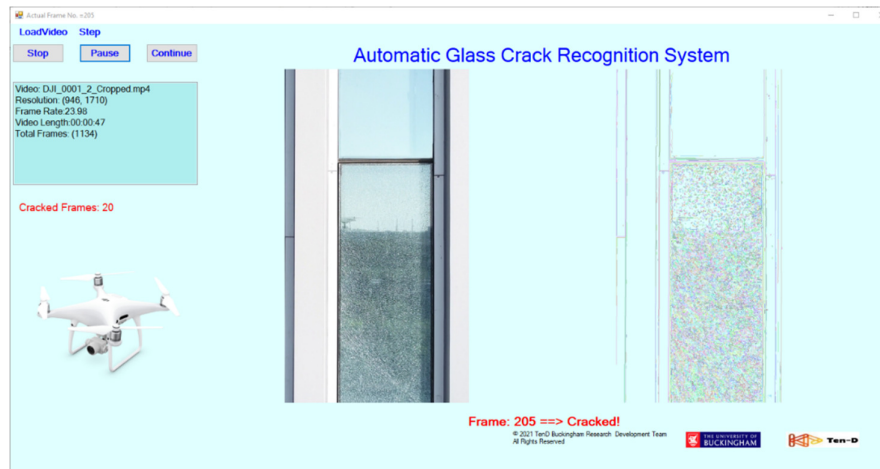 Actual Frame No. =205
LoadVideo Step
Stop Pause Continue
Automatic Glass Crack Recognition System
Video: DJI_0001_2_Cropped.mp4
Resolution: (946, 1710)
Frame Rate:23.98
Video Length:00:00:47
Total Frames: (1134)
Cracked Frames: 20
Frame: 205 ==> Cracked!
© 2021 TenD Buckingham Research Development Team
All Rights Reserved
THE UNIVERSITY OF
BUCKINGHAM
Ten-D